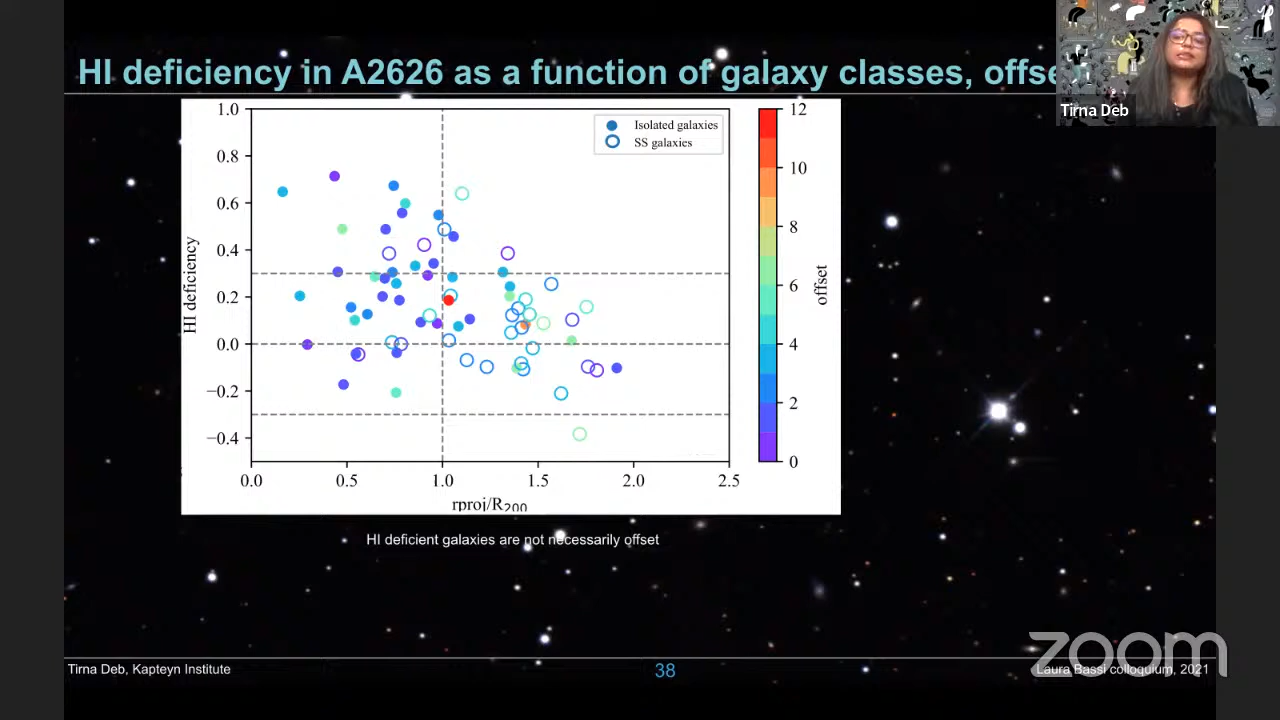 HI deficiency in A2626 as a function of galaxy classes, offse
Tirna Deb
Isolated galaxies
SS galaxies
1.0
0.8
0.6
0.4
0.2
0.0
−0.2
−0.4
HI deficiency
0.0 0.5 1.0 1.5 2.0 2.5
rproj/R200
12
10
8
6
4
2
0
offset
HI deficient galaxies are not necessarily offset
zoom
Tirna Deb, Kapteyn Institute
38
Laura Bassi colloquium, 2021